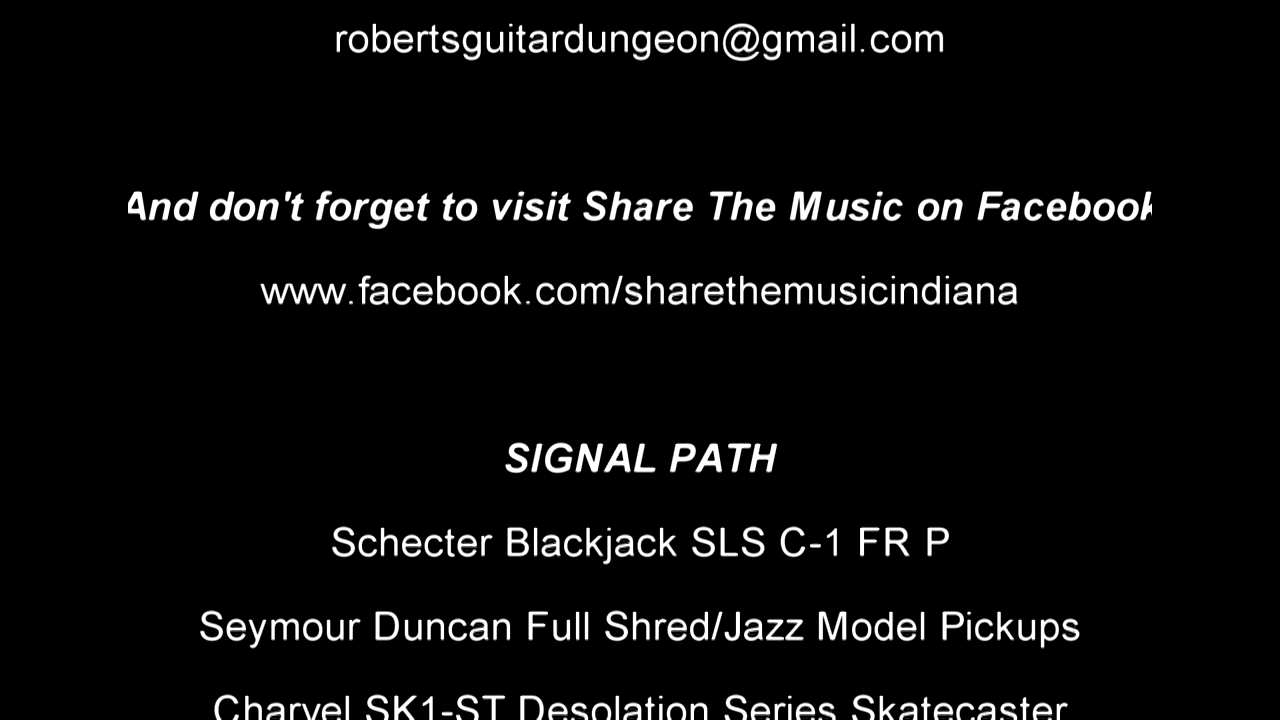 robertsguitardungeon@gmail.com
And don't forget to visit Share The Music on Facebook
www.facebook.com/sharethemusicindiana
SIGNAL PATH
Schecter Blackjack SLS C-1 FR P
Seymour Duncan Full Shred/Jazz Model Pickups
Charvel SK1-ST Desolation Series Skatecaster